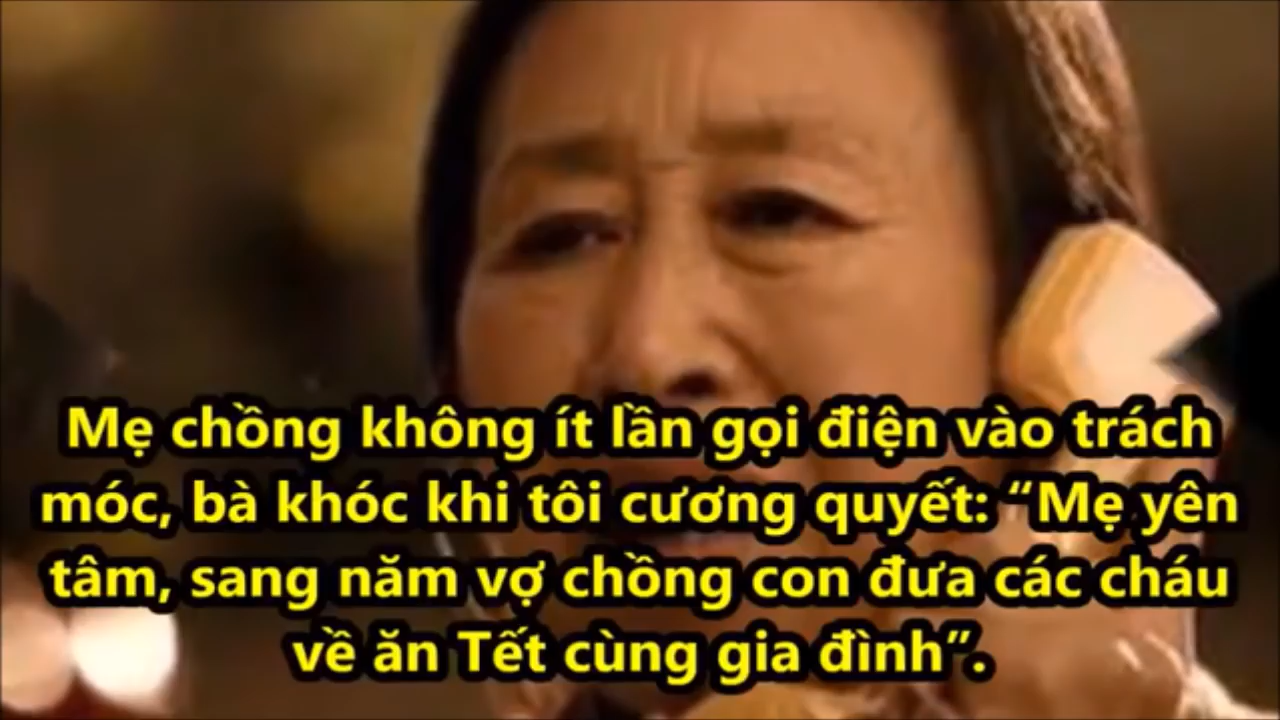 Mẹ chồng không ít lần gọi điện vào trách
móc, bà khóc khi tôi cương quyết: “Mẹ yên
tâm, sang năm vợ chồng con đưa các cháu
về ăn Tết cùng gia đình”.